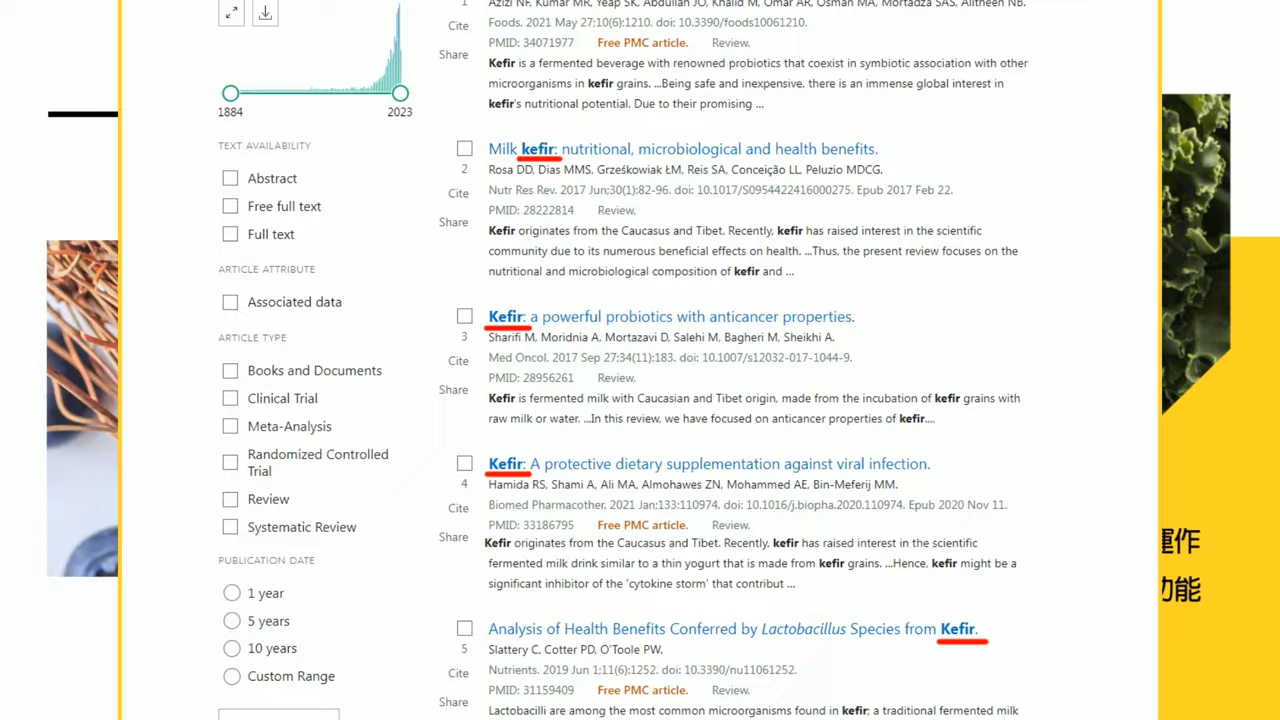 1884
2023
TEXT AVAILABILITY
Abstract
Free full text
Full text
ARTICLE ATTRIBUTE
Associated data
ARTICLE TYPE
Books and Documents
Clinical Trial
Meta-Analysis
Randomized Controlled
Trial
Review
Systematic Review
PUBLICATION DATE
1 year
5 years
10 years
Custom Range
1
Cite
Share
Azizi NF, Kumar MR, Yeap SK, Abdullah JO, Khalid M, Omar AR, Osman MA, Mortadza SAS, Alitheen NB.
Foods. 2021 May 27;10(6):1210. doi: 10.3390/foods10061210.
PMID: 34071977 Free PMC article. Review.
Kefir is a fermented beverage with renowned probiotics that coexist in symbiotic association with other
microorganisms in kefir grains. ...Being safe and inexpensive, there is an immense global interest in
kefir's nutritional potential. Due to their promising ...
2
Cite
Share
Milk kefir: nutritional, microbiological and health benefits.
Rosa DD, Dias MMS, Grześkowiak ŁM, Reis SA, Conceição LL, Peluzio MDCG.
Nutr Res Rev. 2017 Jun;30(1):82-96. doi: 10.1017/S0954422416000275. Epub 2017 Feb 22.
PMID: 28222814 Review.
Kefir originates from the Caucasus and Tibet. Recently, kefir has raised interest in the scientific
community due to its numerous beneficial effects on health. ...Thus, the present review focuses on the
nutritional and microbiological composition of kefir and ...
3
Cite
Share
Kefir: a powerful probiotics with anticancer properties.
Sharifi M, Moridnia A, Mortazavi D, Salehi M, Bagheri M, Sheikhi A.
Med Oncol. 2017 Sep 27;34(11):183. doi: 10.1007/s12032-017-1044-9.
PMID: 28956261 Review.
Kefir is fermented milk with Caucasian and Tibet origin, made from the incubation of kefir grains with
raw milk or water. ...In this review, we have focused on anticancer properties of kefir....
4
Cite
Share
Kefir: A protective dietary supplementation against viral infection.
Hamida RS, Shami A, Ali MA, Almohawes ZN, Mohammed AE, Bin-Meferij MM.
Biomed Pharmacother. 2021 Jan;133:110974. doi: 10.1016/j.biopha.2020.110974. Epub 2020 Nov 11.
PMID: 33186795 Free PMC article. Review.
Kefir originates from the Caucasus and Tibet. Recently, kefir has raised interest in the scientific
fermented milk drink similar to a thin yogurt that is made from kefir grains. ...Hence, kefir might be a
significant inhibitor of the 'cytokine storm' that contribut ...
5
Cite
Share
Analysis of Health Benefits Conferred by Lactobacillus Species from Kefir.
Slattery C, Cotter PD, O'Toole PW.
Nutrients. 2019 Jun 1;11(6):1252. doi: 10.3390/nu11061252.
PMID: 31159409 Free PMC article. Review.
Lactobacilli are among the most common microorganisms found in kefir; a traditional fermented milk
運作
功能